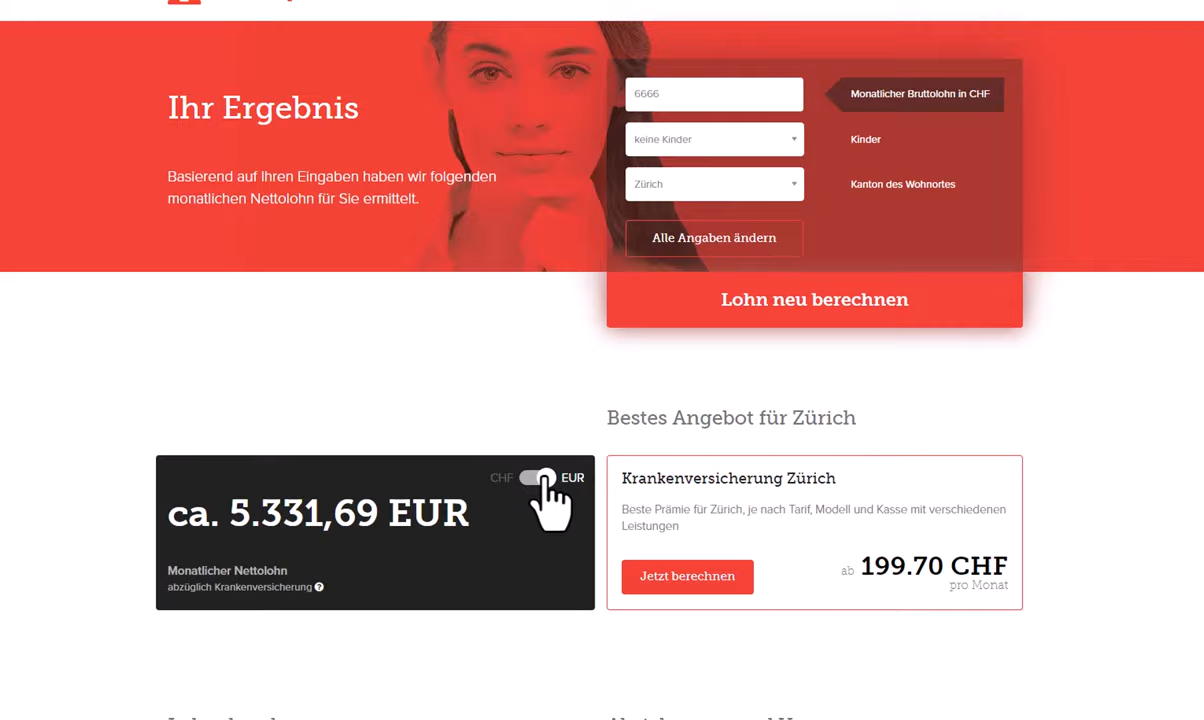 Ihr Ergebnis
Basierend auf Ihren Eingaben haben wir folgenden
monatlichen Nettolohn für Sie ermittelt.
6666
Monatlicher Bruttolohn in CHF
keine Kinder
Kinder
Zürich
Kanton des Wohnortes
Alle Angaben ändern
Lohn neu berechnen
Bestes Angebot für Zürich
CHF EUR
ca. 5.331,69 EUR
Monatlicher Nettolohn
abzüglich Krankenversicherung ?
Krankenversicherung Zürich
Beste Prämie für Zürich, je nach Tarif, Modell und Kasse mit verschiedenen
Leistungen
Jetzt berechnen
ab 199.70 CHF
pro Monat